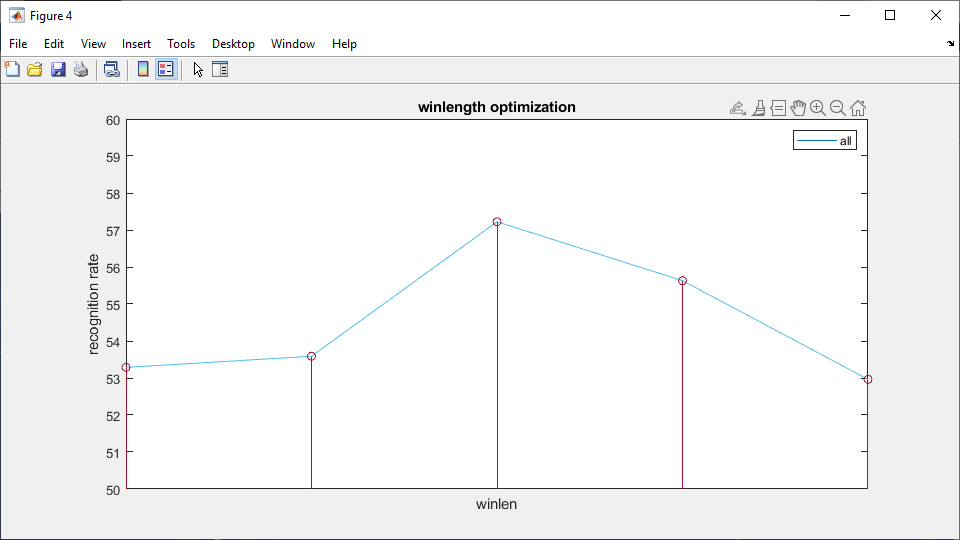 Figure 4
File Edit View Insert Tools Desktop Window Help
winlength optimization
all
60
59
58
57
56
55
54
53
52
51
50
recognition rate
winlen